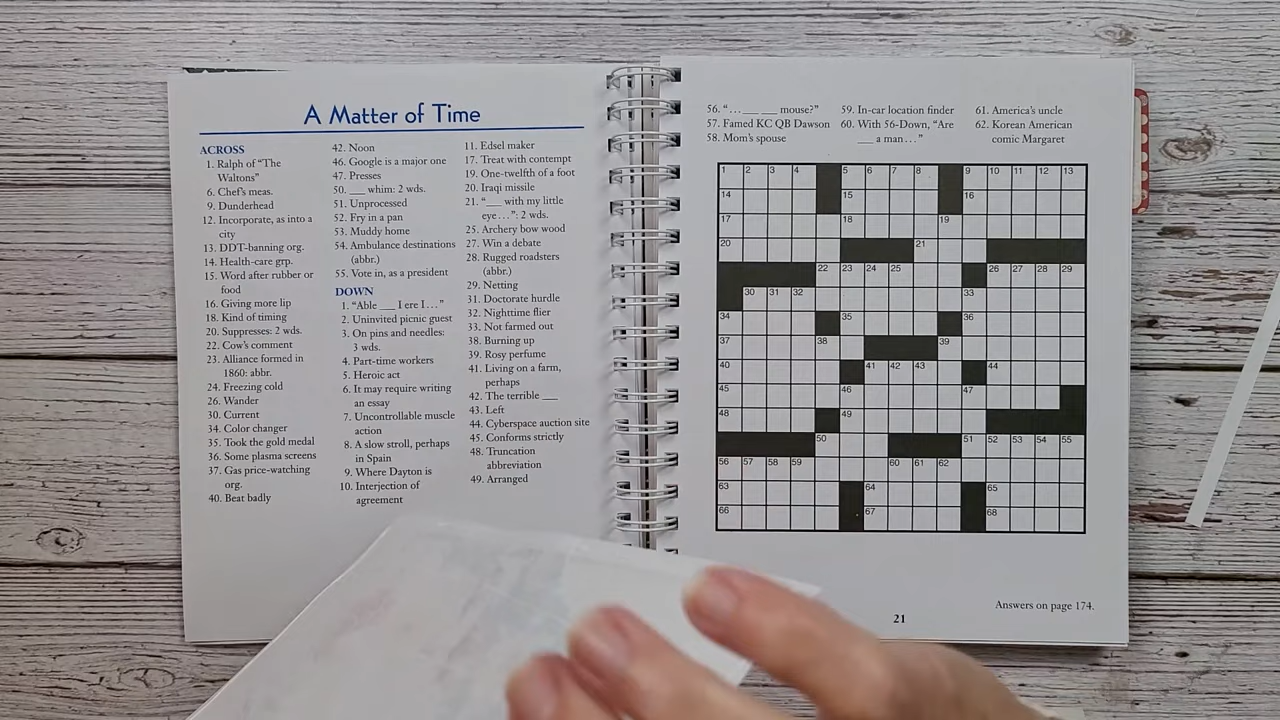 A Matter of Time
ACROSS
1. Ralph of “The
Waltons”
6. Chef’s meas.
9. Dunderhead
12. Incorporate, as into a
city
13. DDT-banning org.
14. Health-care grp.
15. Word after rubber or
food
16. Giving more lip
18. Kind of timing
20. Suppresses: 2 wds.
22. Cow’s comment
23. Alliance formed in
1860: abbr.
24. Freezing cold
26. Wander
30. Current
34. Color changer
35. Took the gold medal
36. Some plasma screens
37. Gas price-watching
org.
40. Beat badly
42. Noon
46. Google is a major one
47. Presses
50. ___ whim: 2 wds.
51. Unprocessed
52. Fry in a pan
53. Muddy home
54. Ambulance destinations
(abbr.)
55. Vote in, as a president
DOWN
1. “Able ___ I ere I…”
2. Uninvited picnic guest
3. On pins and needles:
3 wds.
4. Part-time workers
5. Heroic act
6. It may require writing
an essay
7. Uncontrollable muscle
action
8. A slow stroll, perhaps
in Spain
9. Where Dayton is
10. Interjection of
agreement
11. Edsel maker
17. Treat with contempt
19. One-twelfth of a foot
20. Iraqi missile
21. “___ with my little
eye…”: 2 wds.
25. Archery bow wood
27. Win a debate
28. Rugged roadsters
(abbr.)
29. Netting
31. Doctorate hurdle
32. Nighttime flier
33. Not farmed out
38. Burning up
39. Rosy perfume
41. Living on a farm,
perhaps
42. The terrible ___
43. Left
44. Cyberspace auction site
45. Conforms strictly
48. Truncation
abbreviation
49. Arranged
56. “… ___ ___ mouse?”
57. Famed KC QB Dawson
58. Mom’s spouse
59. In-car location finder
60. With 56-Down, “Are
___ a man…”
61. America’s uncle
62. Korean American
comic Margaret
1 2 3 4 5 6 7 8 9 10 11 12 13
14 15 16
17 18 19
20 21
22 23 24 25 26 27 28 29
30 31 32 33
34 35 36
37 38 39
40 41 42 43 44
45 46 47
48 49
50 51 52 53 54 55
56 57 58 59 60 61 62
63 64 65
66 67 68
Answers on page 174.
21